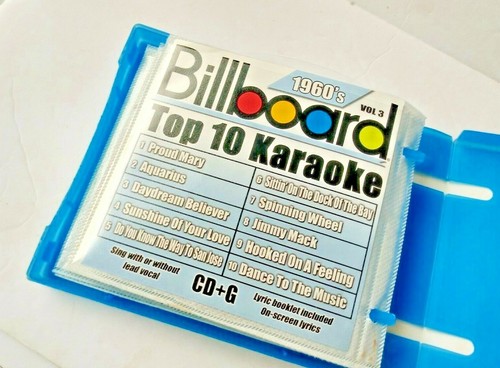 Billboard
1960's
VOL 3
Top 10 Karaoke
1 Proud Mary
2 Aquarius
3 Daydream Believer
4 Sunshine Of Your Love
5 Do You Know The Way To San Jose
6 Sittin' On The Dock Of The Bay
7 Spinning Wheel
8 Jimmy Mack
9 Hooked On A Feeling
10 Dance To The Music
Sing with or without
lead vocal
CD+G
Lyric booklet included
On-screen lyrics